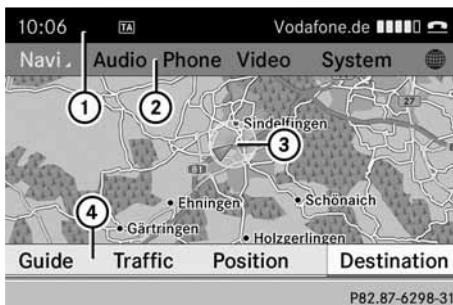 10:06 TA Vodafone.de
Navi Audio Phone Video System
1 2
27
Sindelfingen
3
81
Ehningen Schönaich
4
Gärtringen
Holzgerlingen
Guide Traffic Position Destination
P82.87-6298-31